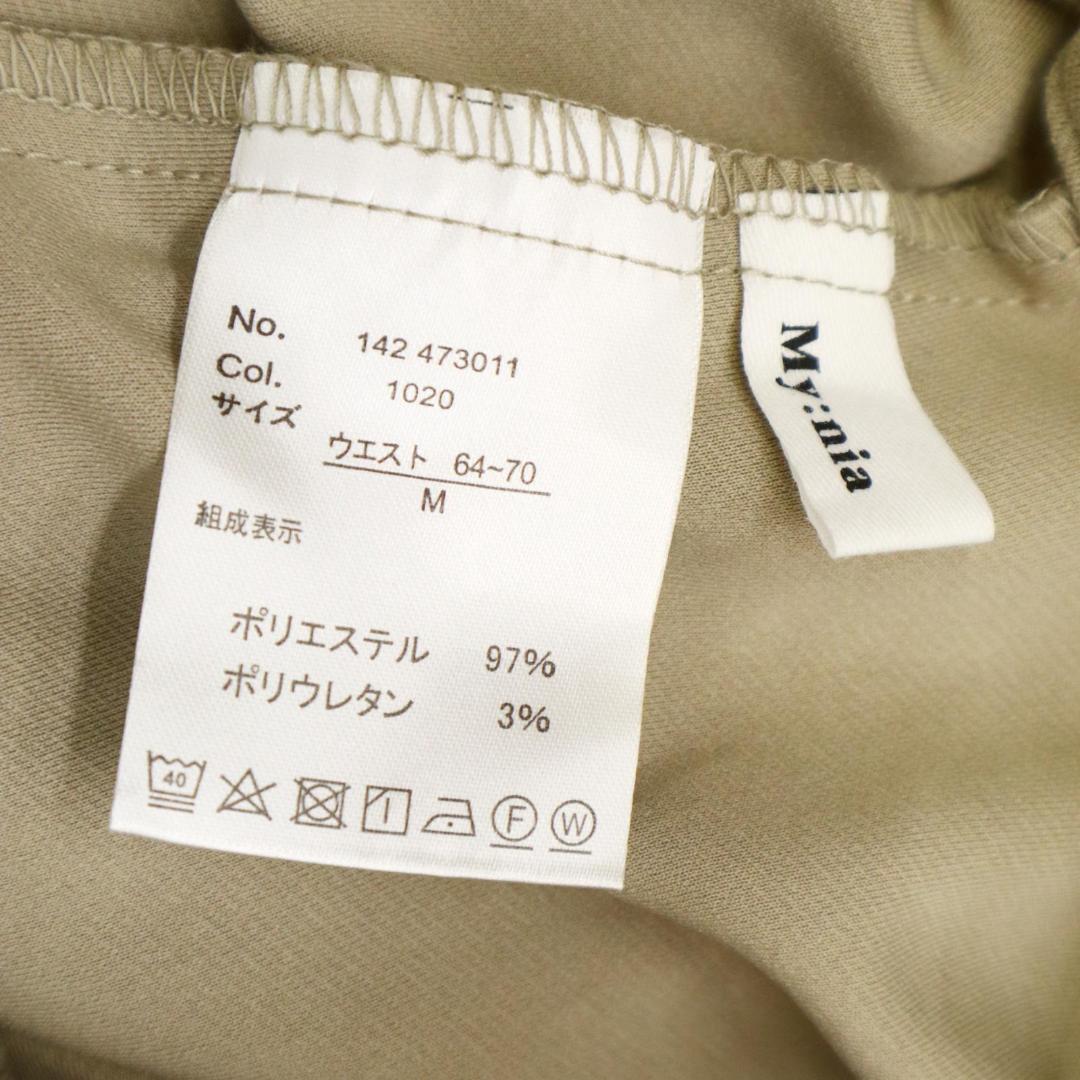 No. 142 473011
Col. 1020
サイズ
ウエスト 64~70
M
組成表示
ポリエステル 97%
ポリウレタン 3%
40
F
W
My:nia